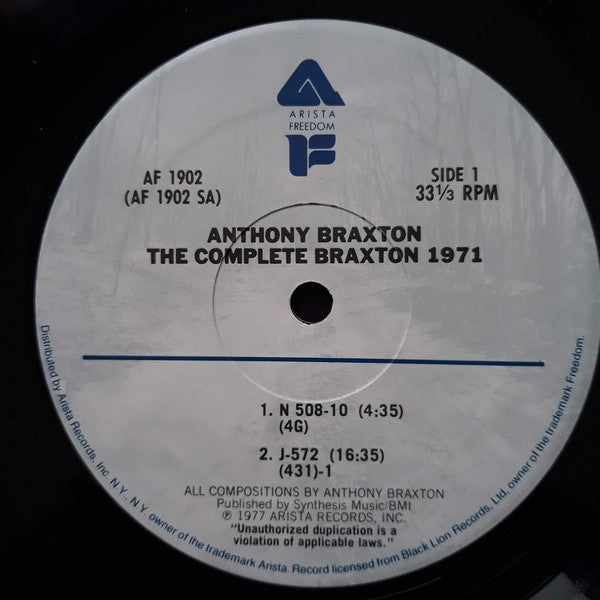 ARISTA
FREEDOM
AF 1902
(AF 1902 SA)
SIDE 1
33⅓ RPM
ANTHONY BRAXTON
THE COMPLETE BRAXTON 1971
1. N 508-10 (4:35)
(4G)
2. J-572 (16:35)
(431)-1
ALL COMPOSITIONS BY ANTHONY BRAXTON
Published by Synthesis Music/BMI
℗ 1977 ARISTA RECORDS, INC.
"Unauthorized duplication is a
violation of applicable laws."
Distributed by Arista Records, Inc. N.Y., N.Y. owner of the trademark Arista. Record licensed from Black Lion Records, Ltd. owner of the trademark Freedom.